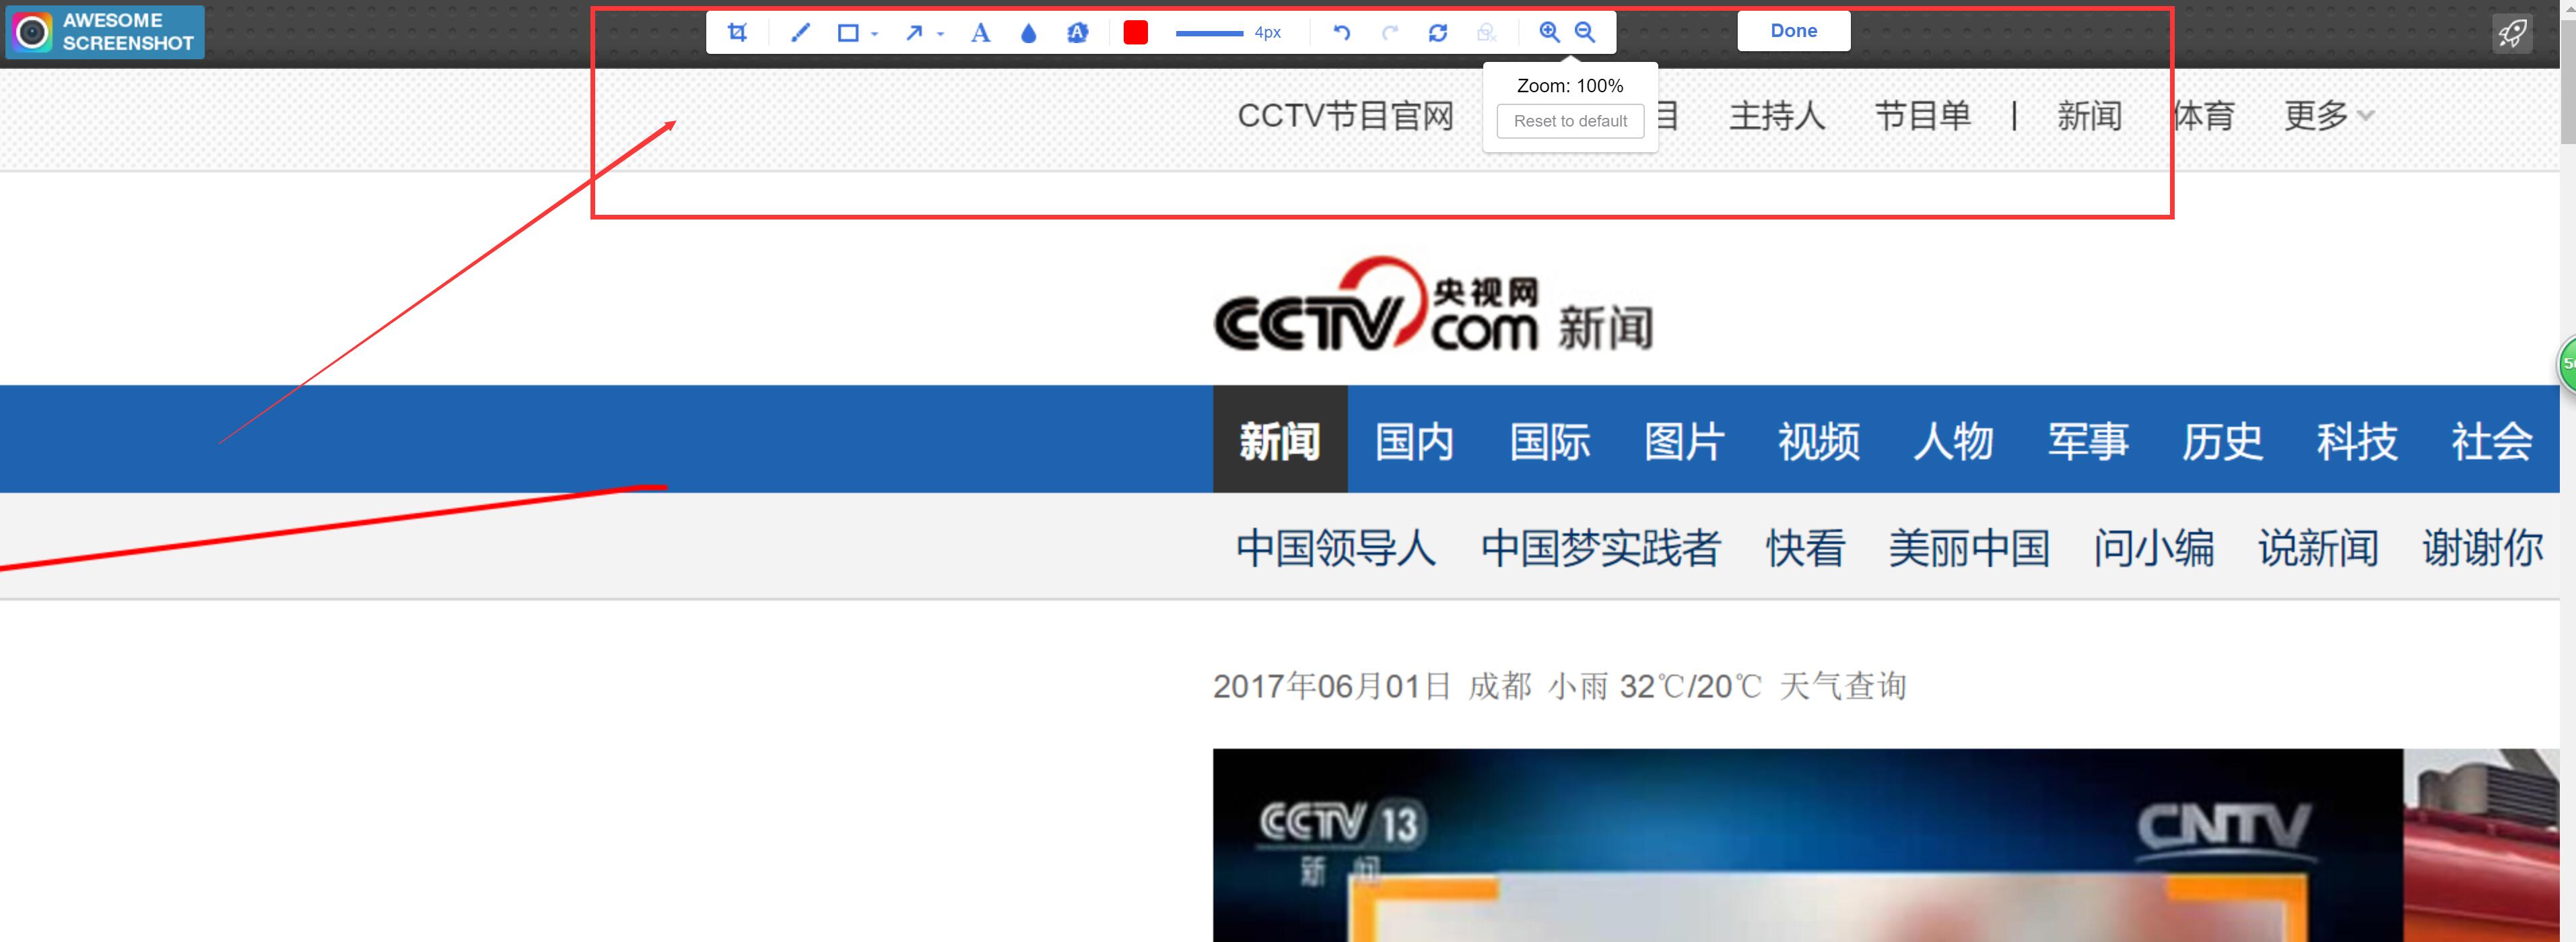 AWESOME
SCREENSHOT
A
A
4px
Done
Zoom: 100%
Reset to default
CCTV节目官网
目 主持人 节目单 | 新闻 体育 更多
CCTV 央视网
com 新闻
新闻 国内 国际 图片 视频 人物 军事 历史 科技 社会
中国领导人 中国梦实践者 快看 美丽中国 问小编 说新闻 谢谢你
2017年06月01日 成都 小雨 32℃/20℃ 天气查询
CCTV 13
新 闻
CNTV